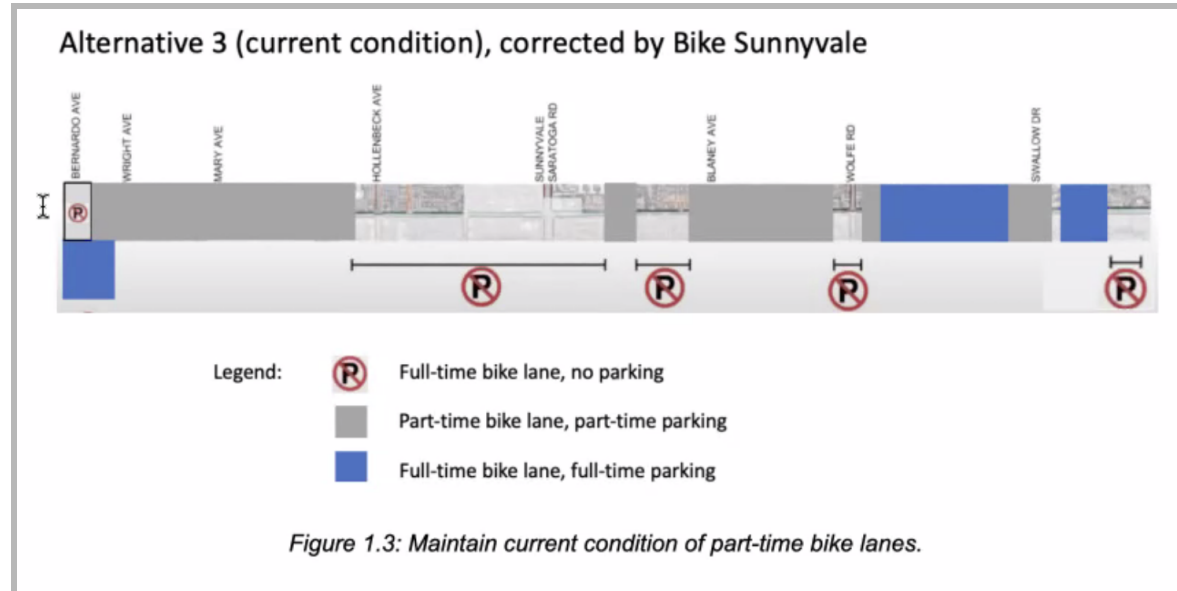 Alternative 3 (current condition), corrected by Bike Sunnyvale
BERNARDO AVE
WRIGHT AVE
MARY AVE
HOLLENBECK AVE
SUNNYVALE
SARATOGA RD
BLANEY AVE
WOLFE RD
SWALLOW DR
P
P
P
P
P
Legend:
P
Full-time bike lane, no parking
Part-time bike lane, part-time parking
Full-time bike lane, full-time parking
Figure 1.3: Maintain current condition of part-time bike lanes.